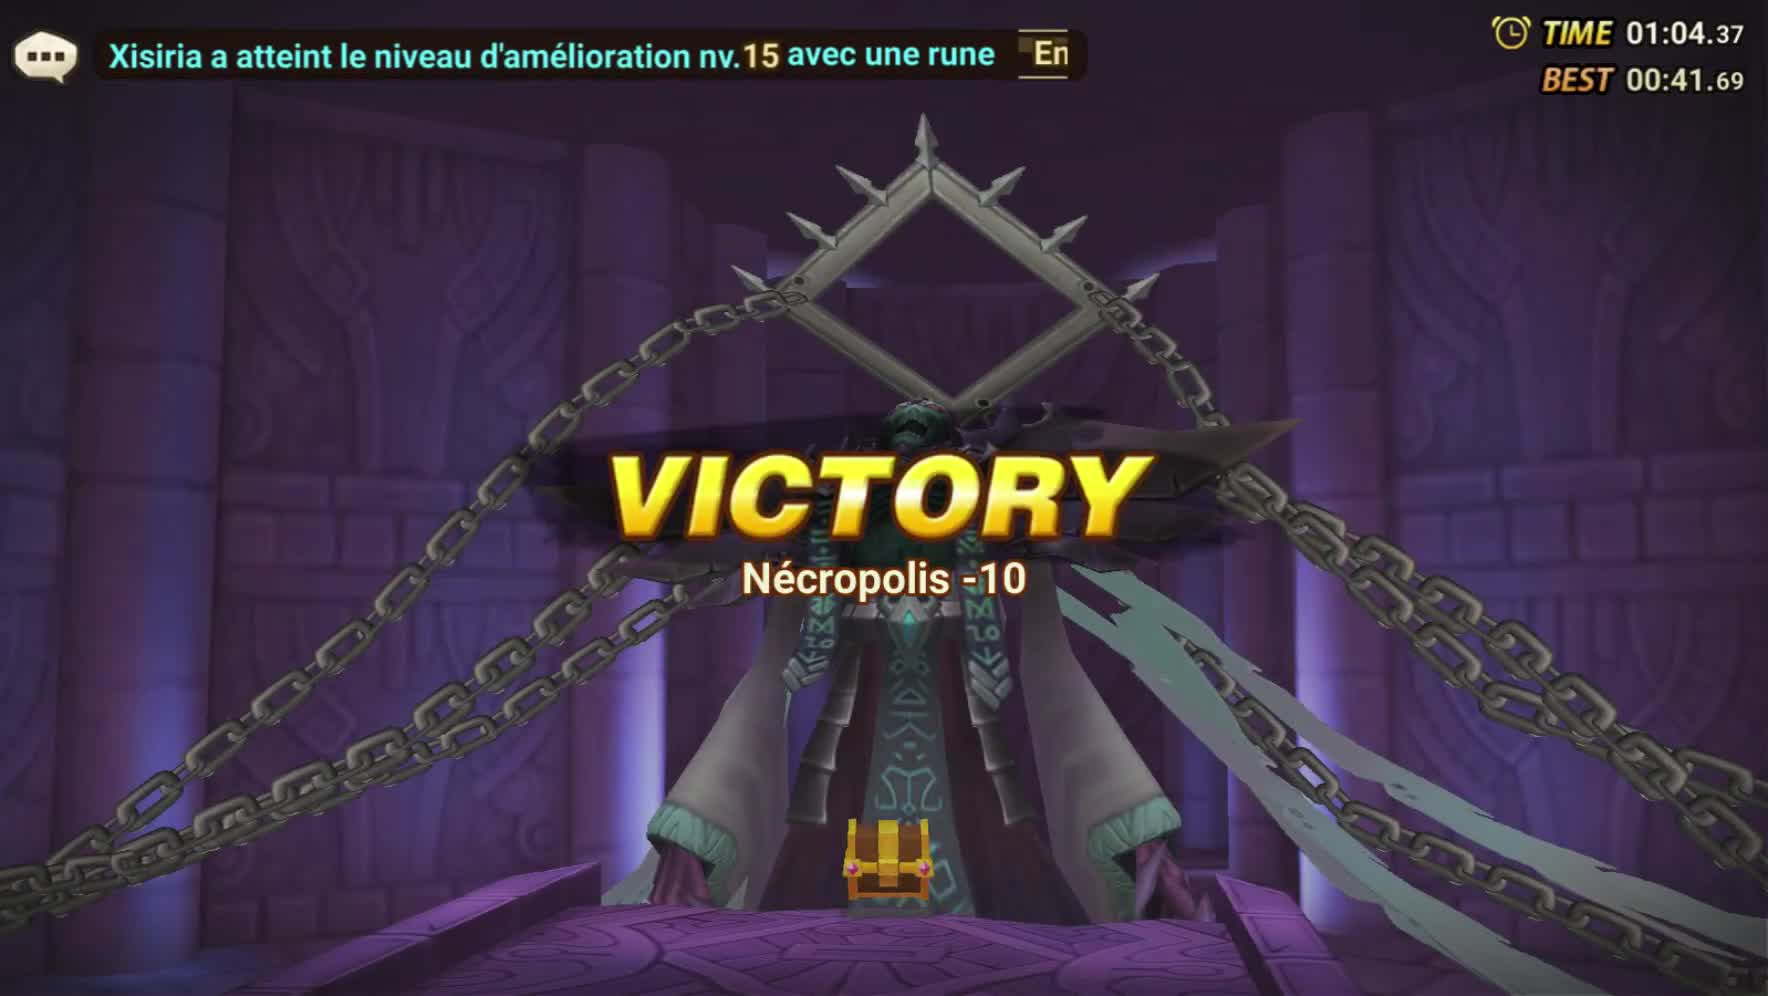 Xisiria a atteint le niveau d'amélioration nv.15 avec une rune En
TIME 01:04.37
BEST 00:41.69
VICTORY
Nécropolis -10